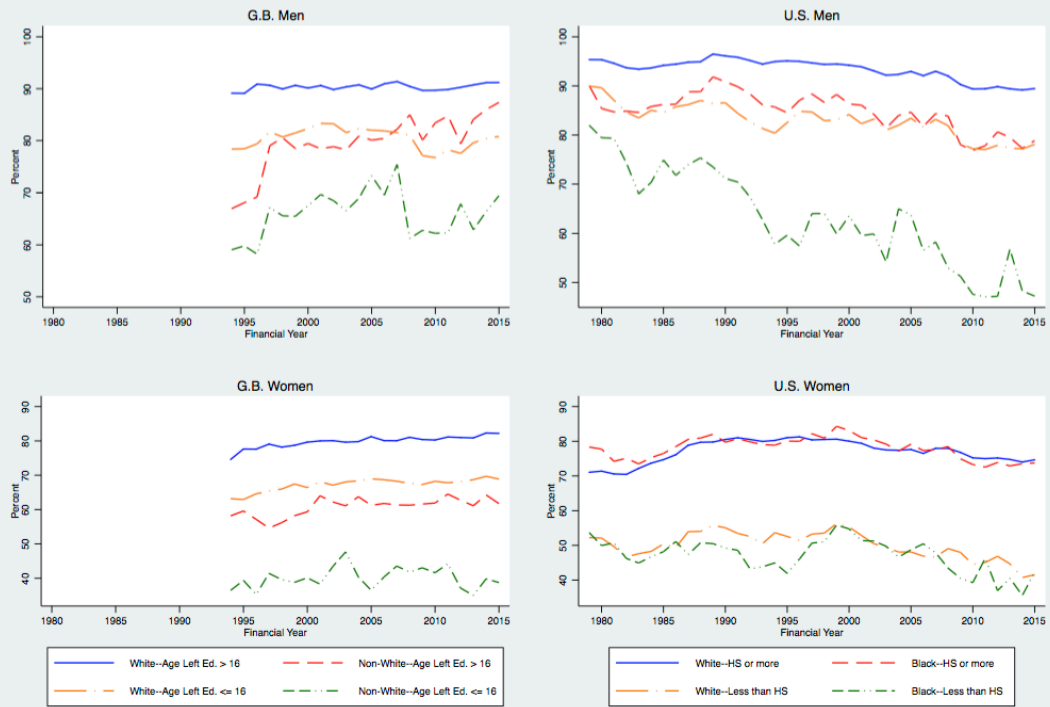 G.B. Men
100
90
80
70
60
50
Percent
1980 1985 1990 1995 2000 2005 2010 2015
Financial Year
U.S. Men
100
90
80
70
60
50
Percent
1980 1985 1990 1995 2000 2005 2010 2015
Financial Year
G.B. Women
90
80
70
60
50
40
Percent
1980 1985 1990 1995 2000 2005 2010 2015
Financial Year
U.S. Women
90
80
70
60
50
40
Percent
1980 1985 1990 1995 2000 2005 2010 2015
Financial Year
White--Age Left Ed. > 16 Non-White--Age Left Ed. > 16
White--Age Left Ed. <= 16 Non-White--Age Left Ed. <= 16
White--HS or more Black--HS or more
White--Less than HS Black--Less than HS